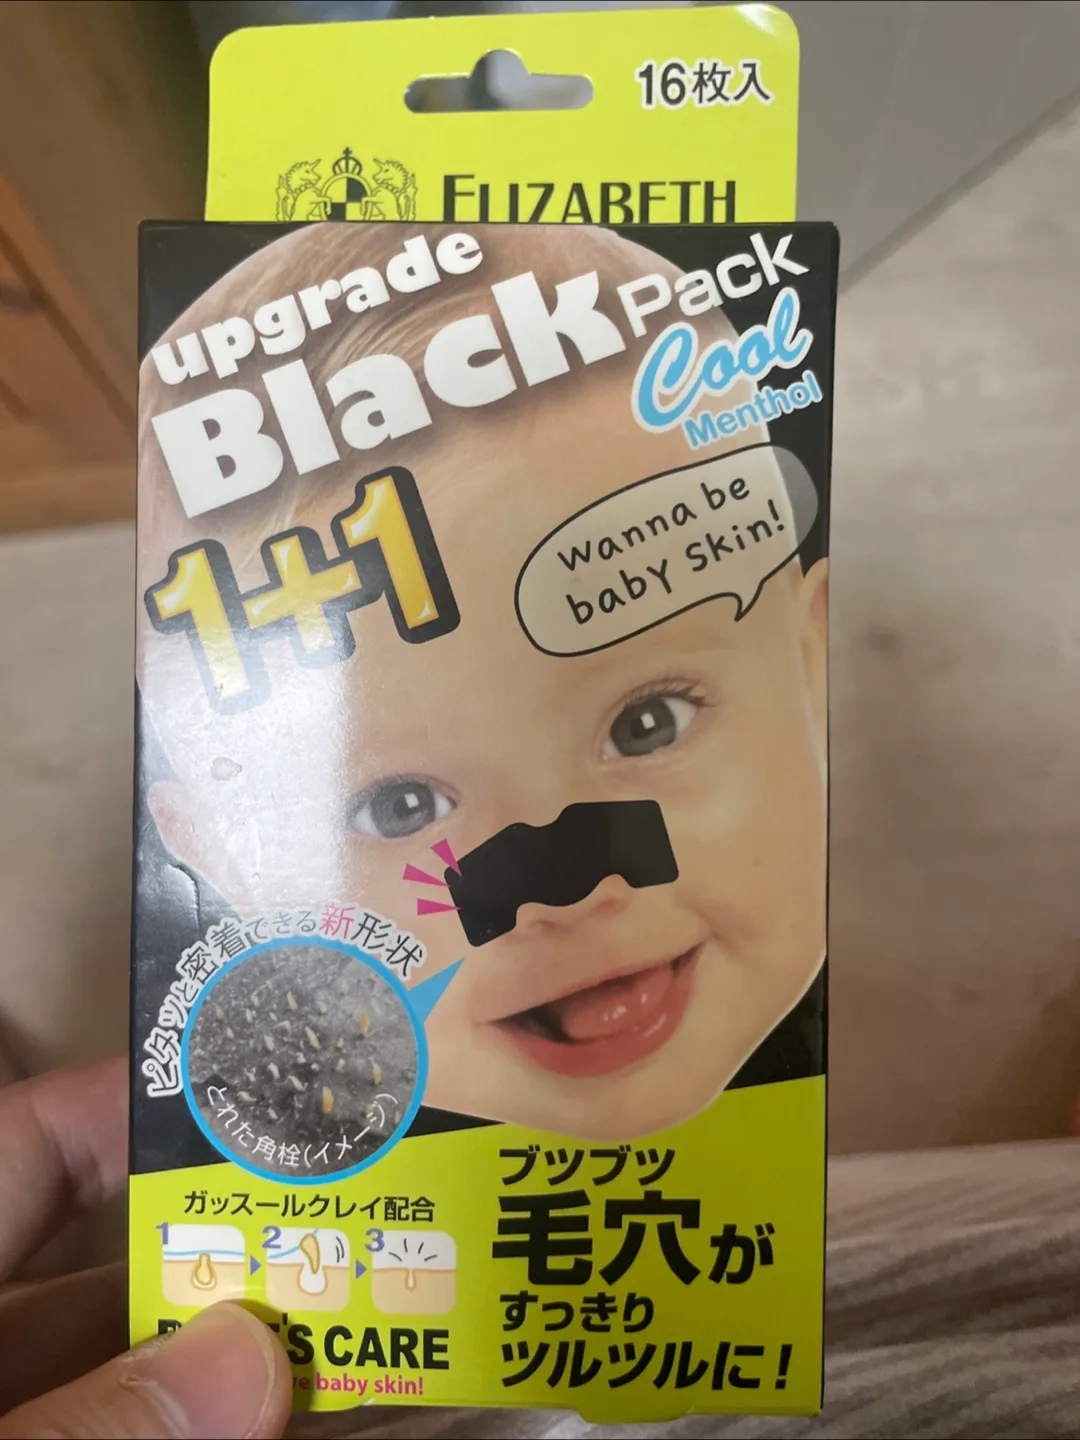 16枚入
ELIZABETH
upgrade
Black Pack
Cool
Menthol
1+1
wanna be
baby skin!
ピタッと密着できる新形状
とれた角栓(イメージ)
ガッスールクレイ配合
1 2 3
'S CARE
baby skin!
ブツブツ
毛穴が
すっきり
ツルツルに!